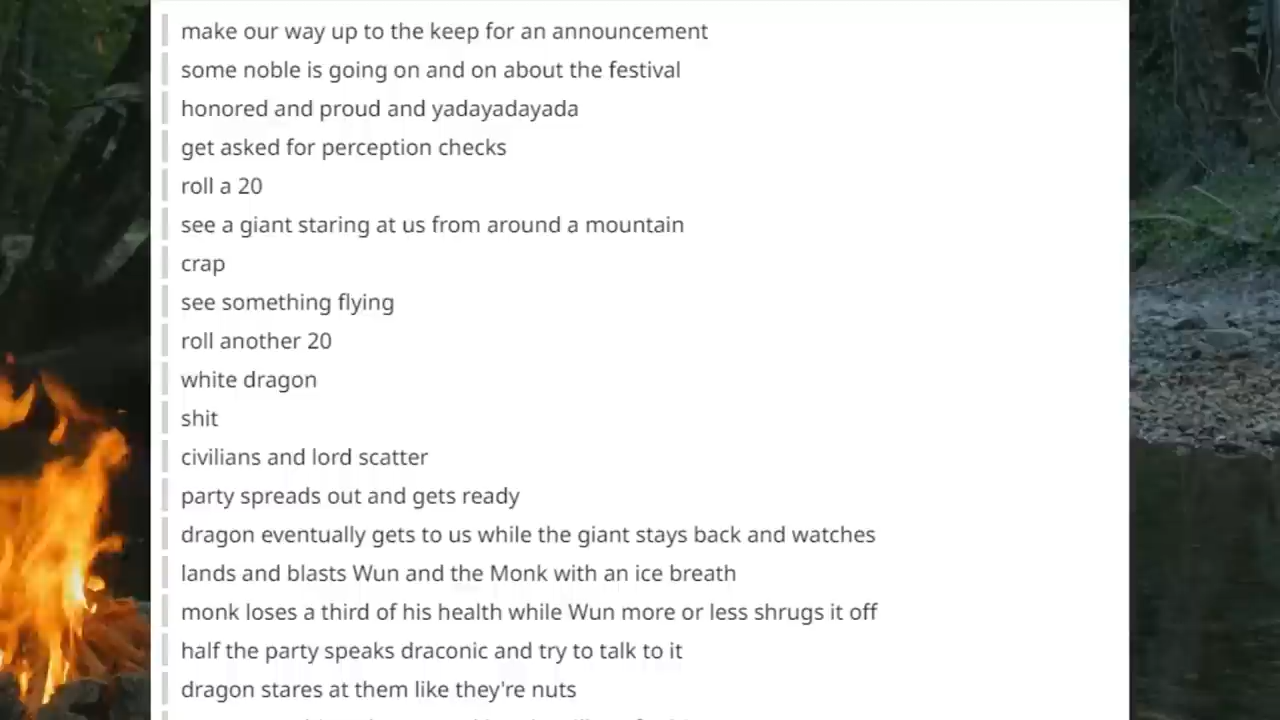 make our way up to the keep for an announcement
some noble is going on and on about the festival
honored and proud and yadayadayada
get asked for perception checks
roll a 20
see a giant staring at us from around a mountain
crap
see something flying
roll another 20
white dragon
shit
civilians and lord scatter
party spreads out and gets ready
dragon eventually gets to us while the giant stays back and watches
lands and blasts Wun and the Monk with an ice breath
monk loses a third of his health while Wun more or less shrugs it off
half the party speaks draconic and try to talk to it
dragon stares at them like they're nuts